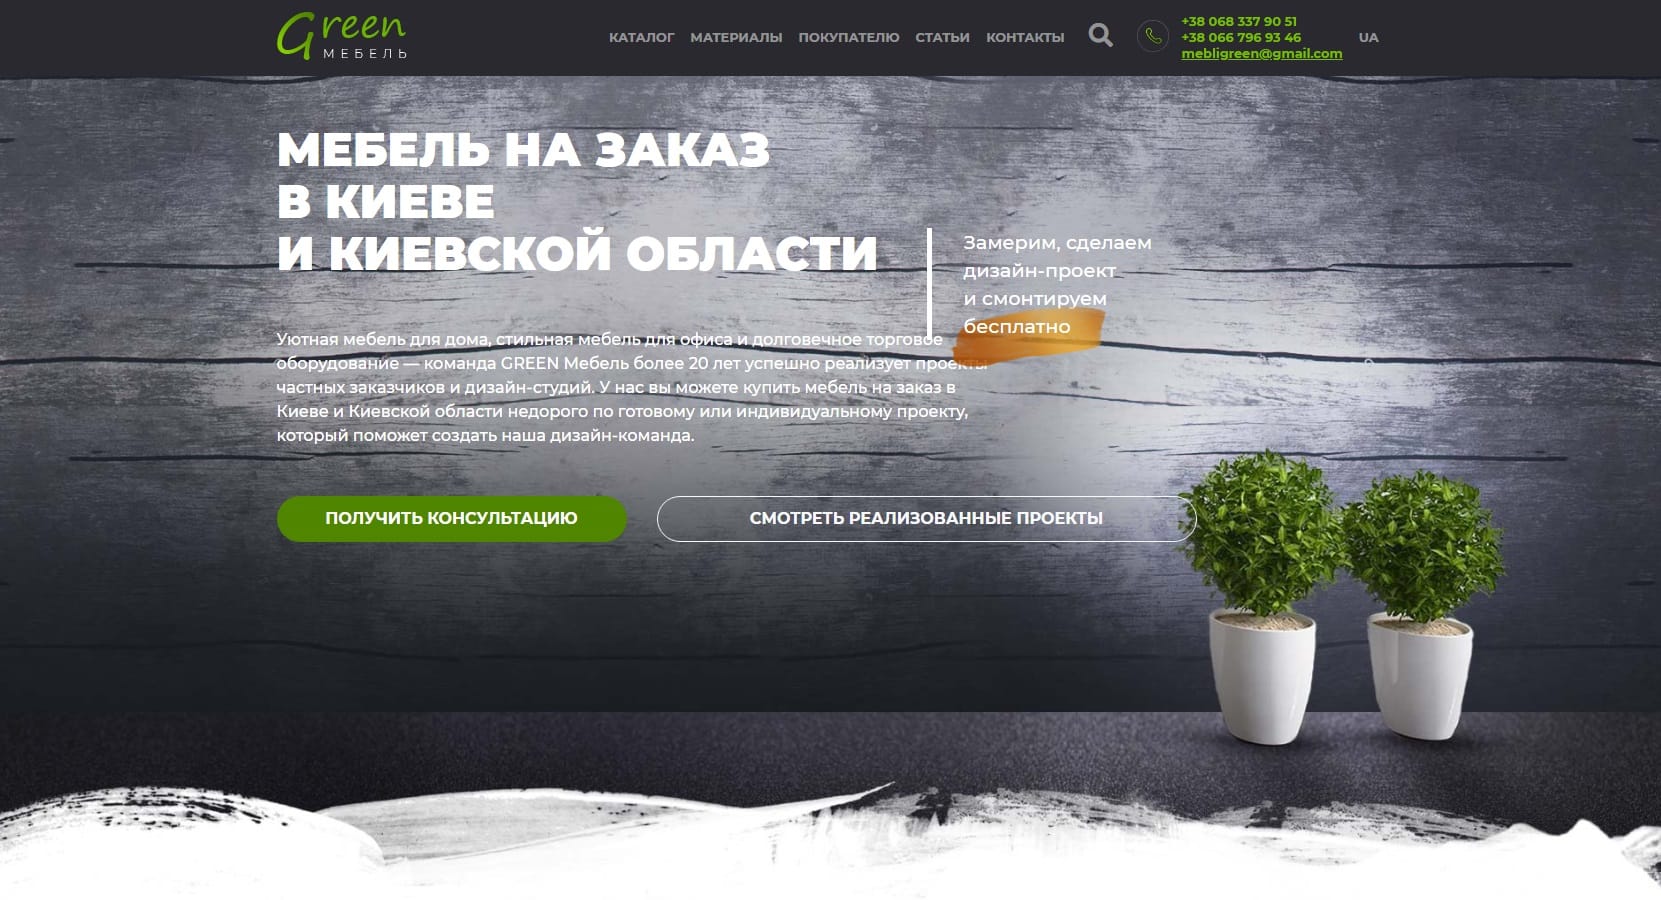 Green
МЕБЕЛЬ
КАТАЛОГ МАТЕРИАЛЫ ПОКУПАТЕЛЮ СТАТЬИ КОНТАКТЫ
+38 068 337 90 51
+38 066 796 93 46
mebligreen@gmail.com
UA
МЕБЕЛЬ НА ЗАКАЗ
В КИЕВЕ
И КИЕВСКОЙ ОБЛАСТИ
Замерим, сделаем
дизайн-проект
и смонтируем
бесплатно
Уютная мебель для дома, стильная мебель для офиса и долговечное торговое
оборудование — команда GREEN Мебель более 20 лет успешно реализует проекты
частных заказчиков и дизайн-студий. У нас вы можете купить мебель на заказ в
Киеве и Киевской области недорого по готовому или индивидуальному проекту,
который поможет создать наша дизайн-команда.
ПОЛУЧИТЬ КОНСУЛЬТАЦИЮ
СМОТРЕТЬ РЕАЛИЗОВАННЫЕ ПРОЕКТЫ